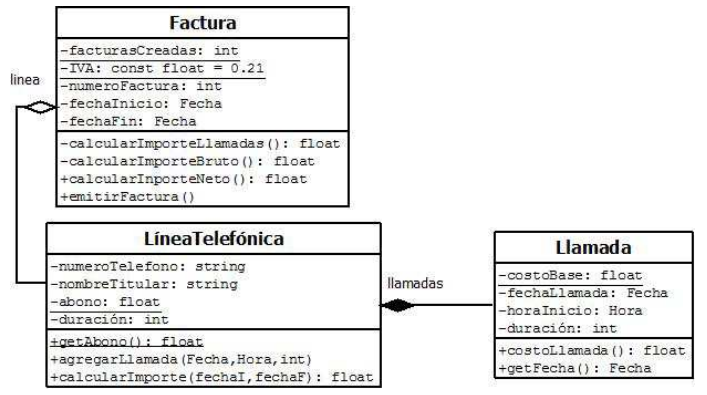 Factura
-facturasCreadas: int
-IVA: const float = 0.21
-numeroFactura: int
-fechaInicio: Fecha
-fechaFin: Fecha
-calcularImporteLlamadas(): float
-calcularImporteBruto(): float
+calcularInporteNeto(): float
+emitirFactura()
linea
LíneaTelefónica
-numeroTelefono: string
-nombreTitular: string
-abono: float
-duración: int
+getAbono(): float
+agregarLlamada(Fecha,Hora,int)
+calcularImporte(fechaI,fechaF): float
llamadas
Llamada
-costoBase: float
-fechaLlamada: Fecha
-horaInicio: Hora
-duración: int
+costoLlamada(): float
+getFecha(): Fecha